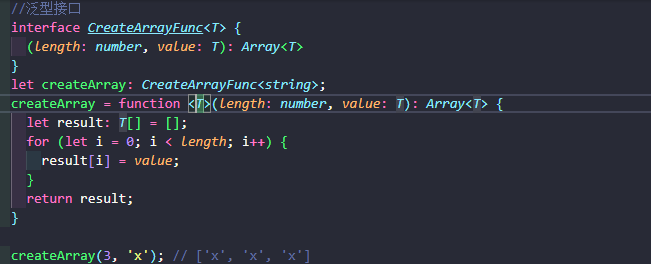 //泛型接口
interface CreateArrayFunc<T> {
  (length: number, value: T): Array<T>
}
let createArray: CreateArrayFunc<string>;
createArray = function <T>(length: number, value: T): Array<T> {
  let result: T[] = [];
  for (let i = 0; i < length; i++) {
    result[i] = value;
  }
  return result;
}
createArray(3, 'x'); // ['x', 'x', 'x']